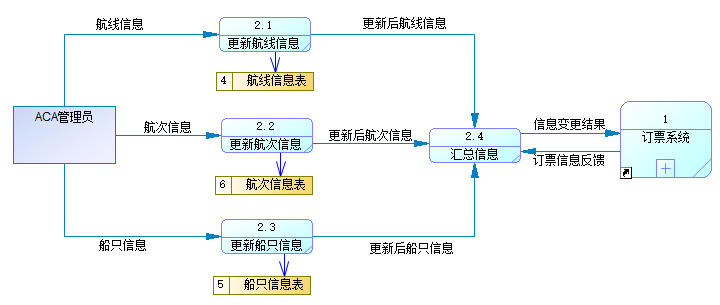 航线信息
2.1
更新航线信息
更新后航线信息
4 航线信息表
ACA管理员
航次信息
2.2
更新航次信息
更新后航次信息
6 航次信息表
2.4
汇总信息
信息变更结果
订票信息反馈
1
订票系统
船只信息
2.3
更新船只信息
更新后船只信息
5 船只信息表